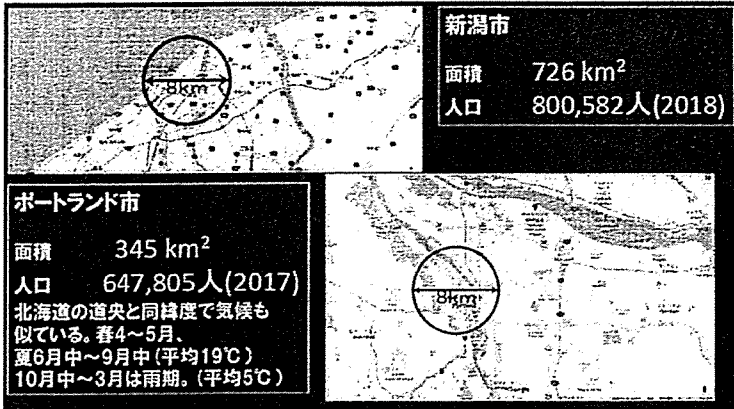 8km
新潟市
面積 726 km²
人口 800,582人(2018)
ポートランド市
面積 345 km²
人口 647,805人(2017)
北海道の道央と同緯度で気候も
似ている。春4〜5月、
夏6月中〜9月中(平均19℃)
10月中〜3月は雨期。(平均5℃)
8km